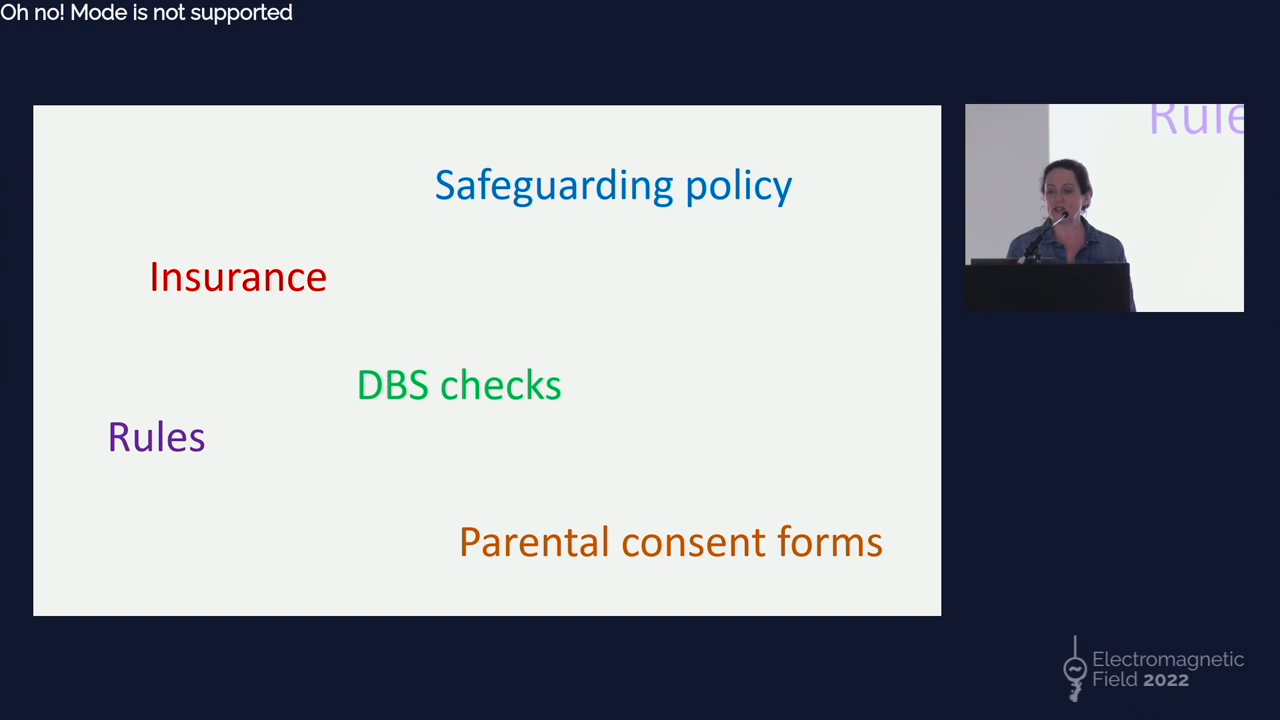 Oh no! Mode is not supported
Safeguarding policy
Insurance
DBS checks
Rules
Parental consent forms
Rule
Electromagnetic
Field 2022